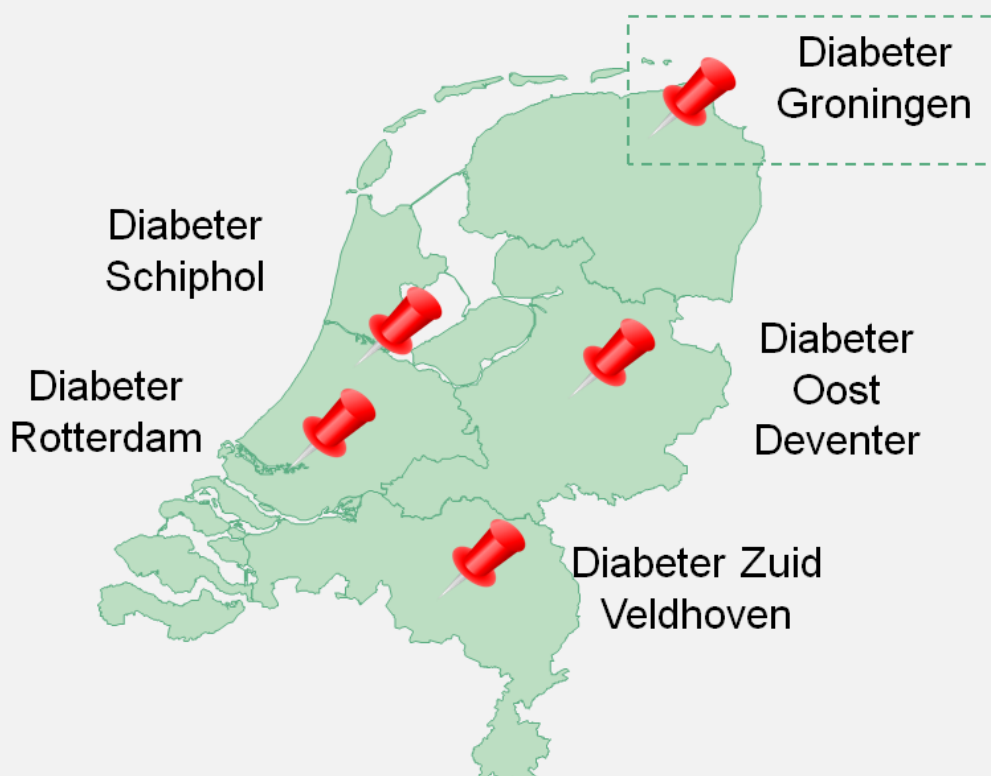 Diabeter
Groningen
Diabeter
Schiphol
Diabeter
Oost
Deventer
Diabeter
Rotterdam
Diabeter Zuid
Veldhoven